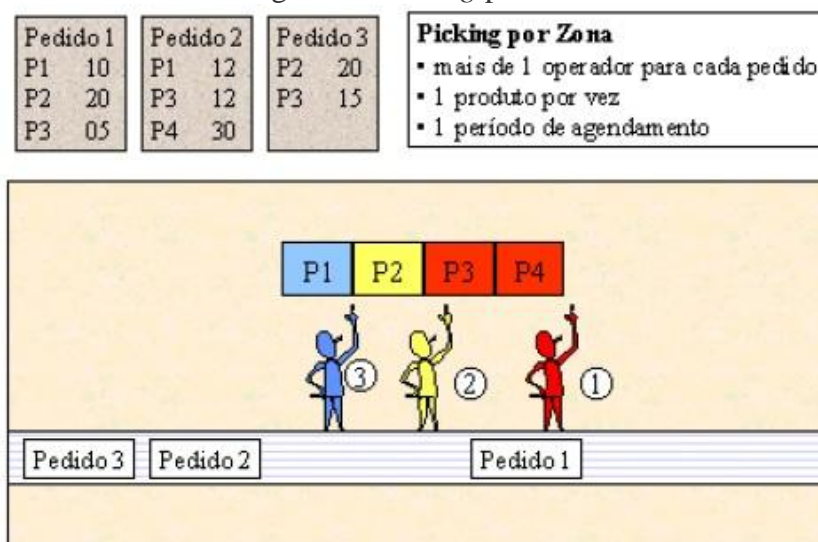 Pedido 1
P1 10
P2 20
P3 05
Pedido 2
P1 12
P3 12
P4 30
Pedido 3
P2 20
P3 15
Picking por Zona
▪ mais de 1 operador para cada pedido
▪ 1 produto por vez
▪ 1 período de agendamento
P1 P2 P3 P4
3 2 1
Pedido 3 Pedido 2 Pedido 1